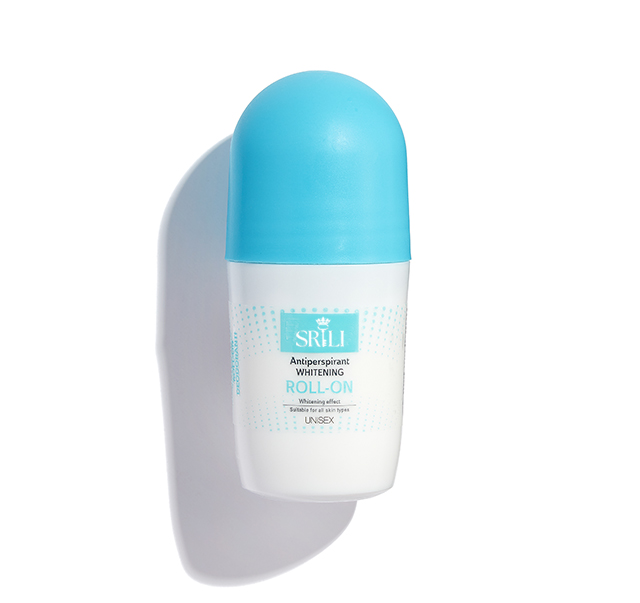 SRiLI
Antiperspirant
WHITENING
ROLL-ON
Whitening effect
Suitable for all skin types
UNISEX